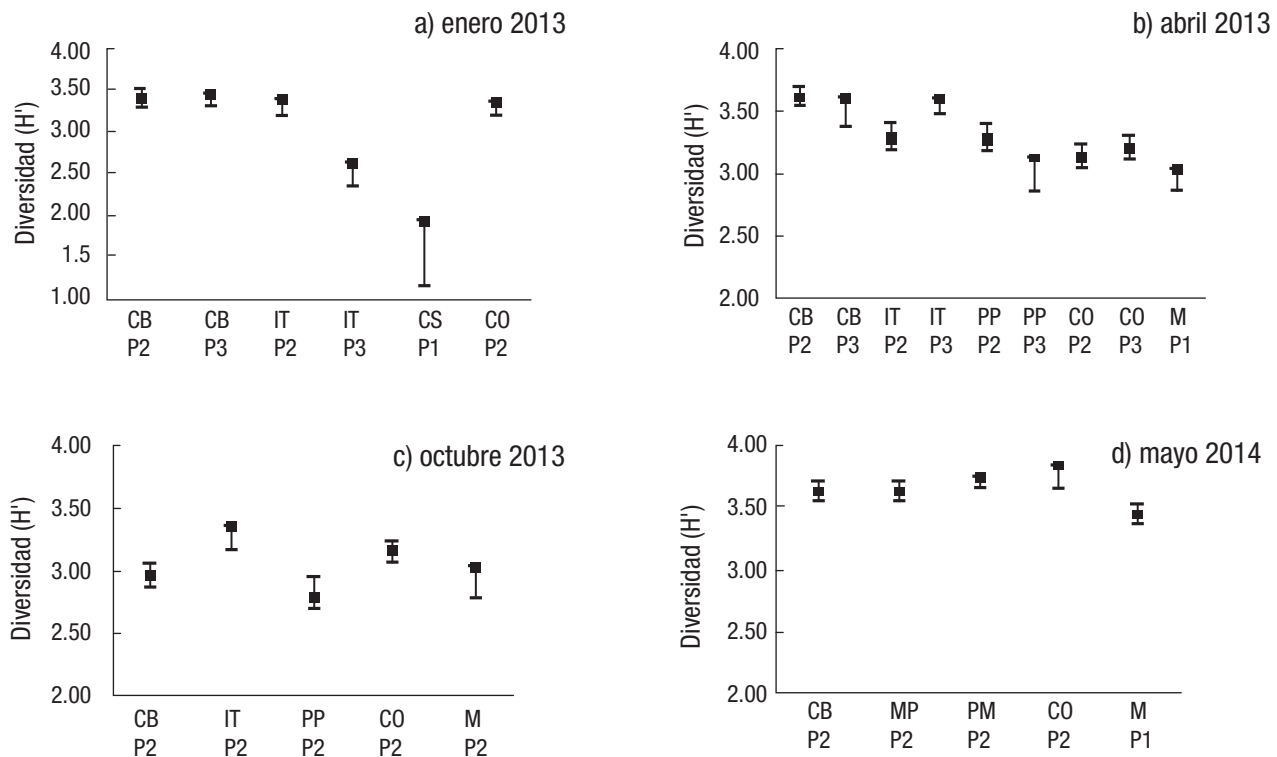 a) enero 2013
Diversidad (H')
4.00
3.50
3.00
2.50
2.00
1.5
1.00
CB CB IT IT CS CO
P2 P3 P2 P3 P1 P2
b) abril 2013
Diversidad (H')
4.00
3.50
3.00
2.50
2.00
CB CB IT IT PP PP CO CO M
P2 P3 P2 P3 P2 P3 P2 P3 P1
c) octubre 2013
Diversidad (H')
4.00
3.50
3.00
2.50
2.00
CB IT PP CO M
P2 P2 P2 P2 P2
d) mayo 2014
Diversidad (H')
4.00
3.50
3.00
2.50
2.00
CB MP PM CO M
P2 P2 P2 P2 P1